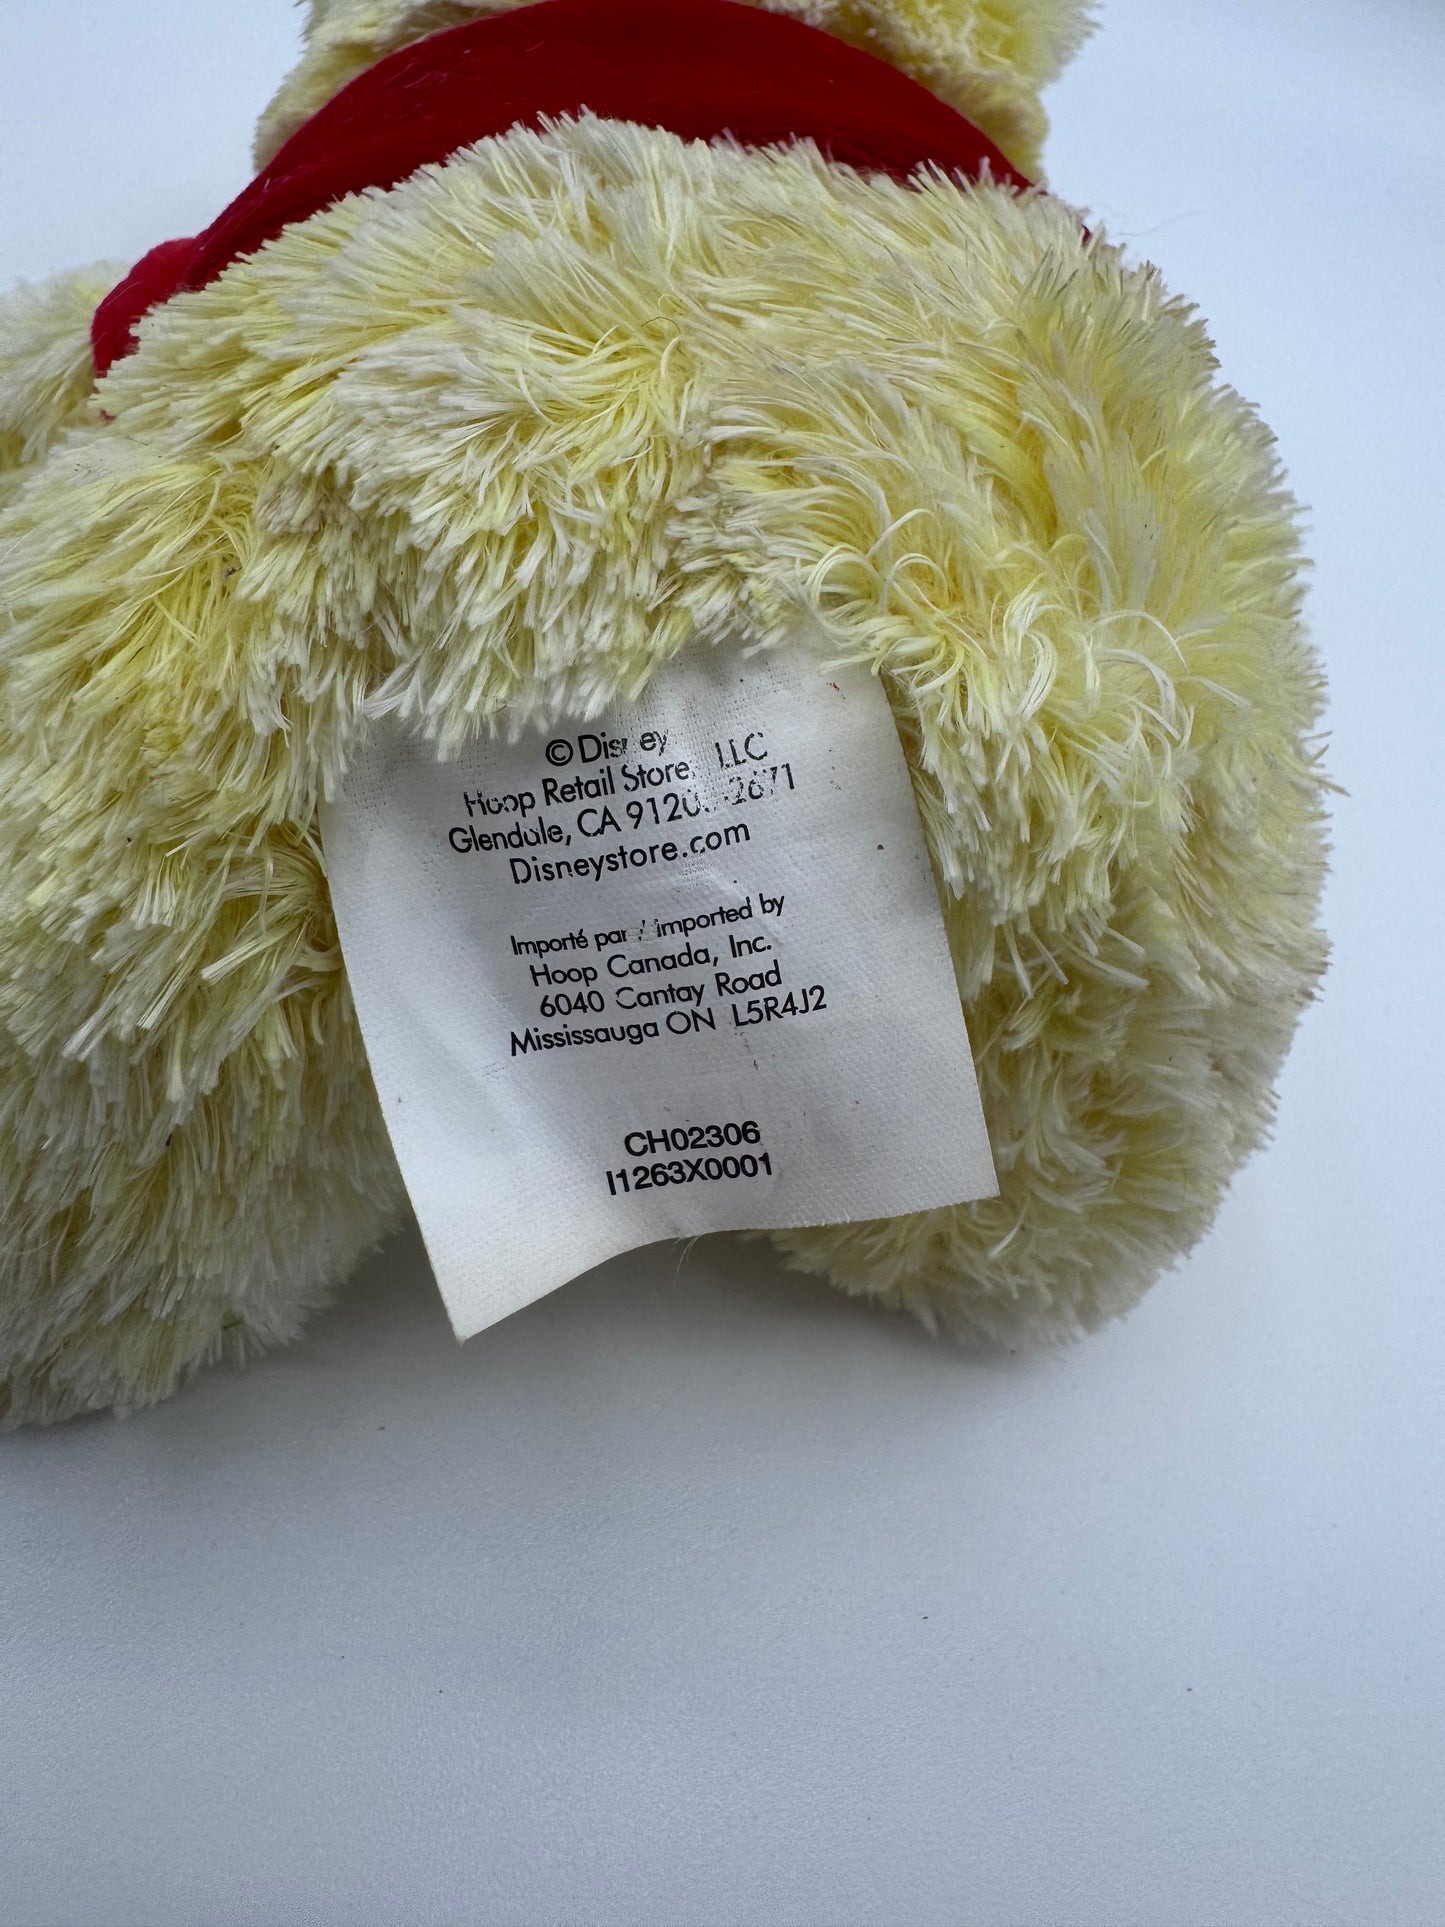 © Disney
Hoop Retail Stores, LLC
Glendale, CA
Disneystore.com
Importé par / imported by
Hoop Canada, Inc.
6040 Cantay Road
Mississauga ON L5R4J2
CH02306
I1263X0001